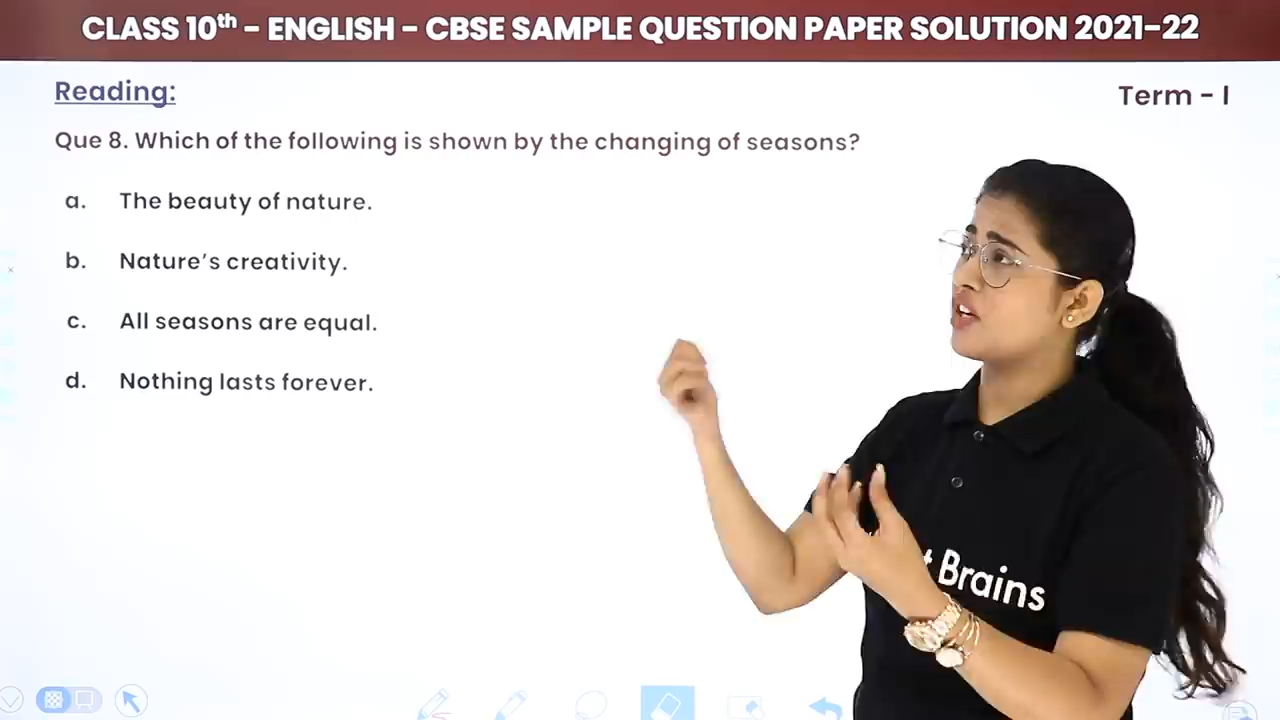 CLASS 10th - ENGLISH - CBSE SAMPLE QUESTION PAPER SOLUTION 2021-22
Reading:
Term - I
Que 8. Which of the following is shown by the changing of seasons?
a. The beauty of nature.
b. Nature's creativity.
c. All seasons are equal.
d. Nothing lasts forever.
Brains